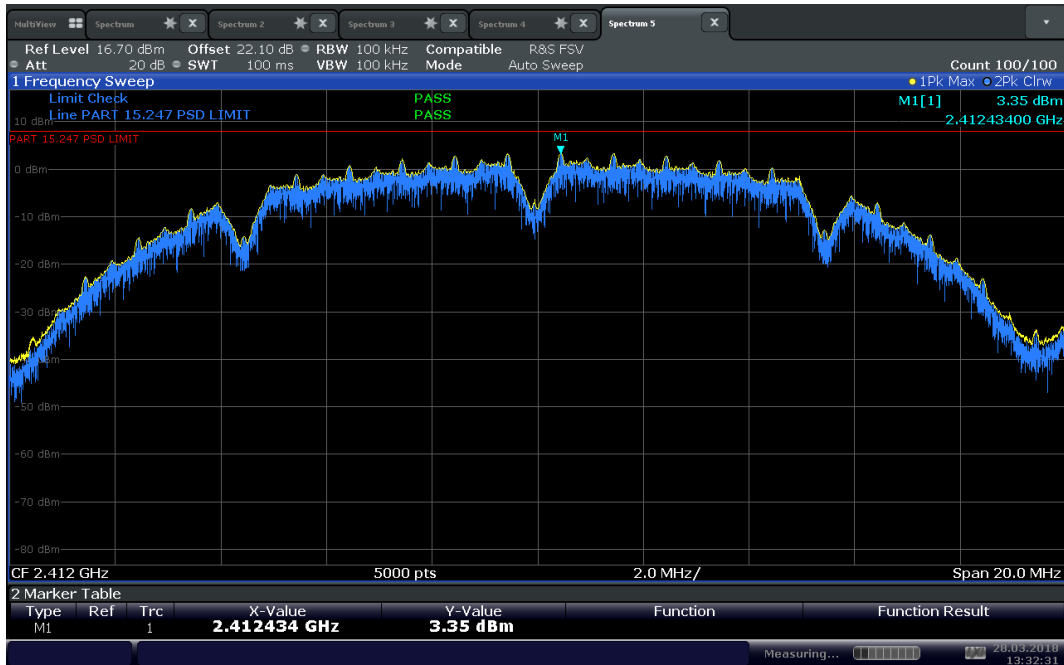 MultiView Spectrum Spectrum 2 Spectrum 3 Spectrum 4 Spectrum 5
Ref Level 16.70 dBm Offset 22.10 dB RBW 100 kHz Compatible R&S FSV
Att 20 dB SWT 100 ms VBW 100 kHz Mode Auto Sweep Count 100/100
1 Frequency Sweep 1Pk Max 2Pk Clrw
Limit Check PASS M1[1] 3.35 dBm
Line PART 15.247 PSD LIMIT PASS 2.41243400 GHz
10 dBm
PART 15.247 PSD LIMIT
M1
0 dBm
-10 dBm
-20 dBm
-30 dBm
-50 dBm
-60 dBm
-70 dBm
-80 dBm
CF 2.412 GHz 5000 pts 2.0 MHz/ Span 20.0 MHz
2 Marker Table
Type Ref Trc X-Value Y-Value Function Function Result
M1 1 2.412434 GHz 3.35 dBm
Measuring... 28.03.2018
13:32:31